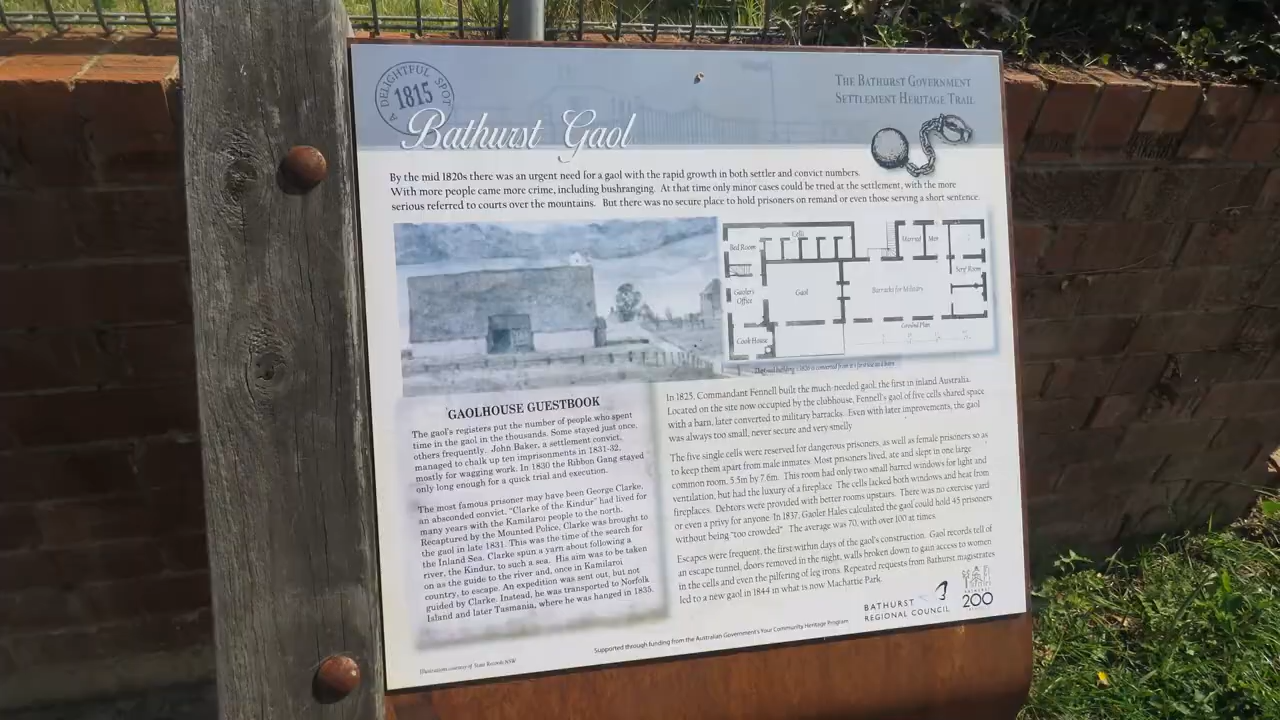 A DELIGHTFUL SPOT
1815
Bathurst Gaol
THE BATHURST GOVERNMENT
SETTLEMENT HERITAGE TRAIL
By the mid 1820s there was an urgent need for a gaol with the rapid growth in both settler and convict numbers.
With more people came more crime, including bushranging. At that time only minor cases could be tried at the settlement, with the more
serious referred to courts over the mountains. But there was no secure place to hold prisoners on remand or even those serving a short sentence.
Bed Room
Cells
Married Men
Gaoler's
Office
Gaol
Barracks for Military
Serjt Room
Cook House
Ground Plan
GAOLHOUSE GUESTBOOK
The gaol's registers put the number of people who spent
time in the gaol in the thousands. Some stayed just once,
others frequently. John Baker, a settlement convict,
managed to chalk up ten imprisonments in 1831-32,
mostly for wagging work. In 1830 the Ribbon Gang stayed
only long enough for a quick trial and execution.
The most famous prisoner may have been George Clarke,
an absconded convict. "Clarke of the Kindur" had lived for
many years with the Kamilaroi people to the north.
Recaptured by the Mounted Police, Clarke was brought to
the gaol in late 1831. This was the time of the search for
the Inland Sea. Clarke spun a yarn about following a
river, the Kindur, to such a sea. His aim was to be taken
on as the guide to the river and, once in Kamilaroi
country, to escape. An expedition was sent out, but not
guided by Clarke. Instead, he was transported to Norfolk
Island and later Tasmania, where he was hanged in 1835.
In 1825, Commandant Fennell built the much-needed gaol, the first in inland Australia.
Located on the site now occupied by the clubhouse, Fennell's gaol of five cells shared space
with a barn, later converted to military barracks. Even with later improvements, the gaol
was always too small, never secure and very smelly.
The five single cells were reserved for dangerous prisoners, as well as female prisoners so as
to keep them apart from male inmates. Most prisoners lived, ate and slept in one large
common room, 5.5m by 7.6m. This room had only two small barred windows for light and
ventilation, but had the luxury of a fireplace. The cells lacked both windows and heat from
fireplaces. Debtors were provided with better rooms upstairs. There was no exercise yard
or even a privy for anyone. In 1837, Gaoler Hales calculated the gaol could hold 45 prisoners
without being "too crowded". The average was 70, with over 100 at times.
Escapes were frequent, the first within days of the gaol's construction. Gaol records tell of
an escape tunnel, doors removed in the night, walls broken down to gain access to women
in the cells and even the pilfering of leg irons. Repeated requests from Bathurst magistrates
led to a new gaol in 1844 in what is now Machattie Park.
BATHURST
REGIONAL COUNCIL
BATHURST
200
Supported through funding from the Australian Government's Your Community Heritage Program
Illustrations courtesy of State Records NSW